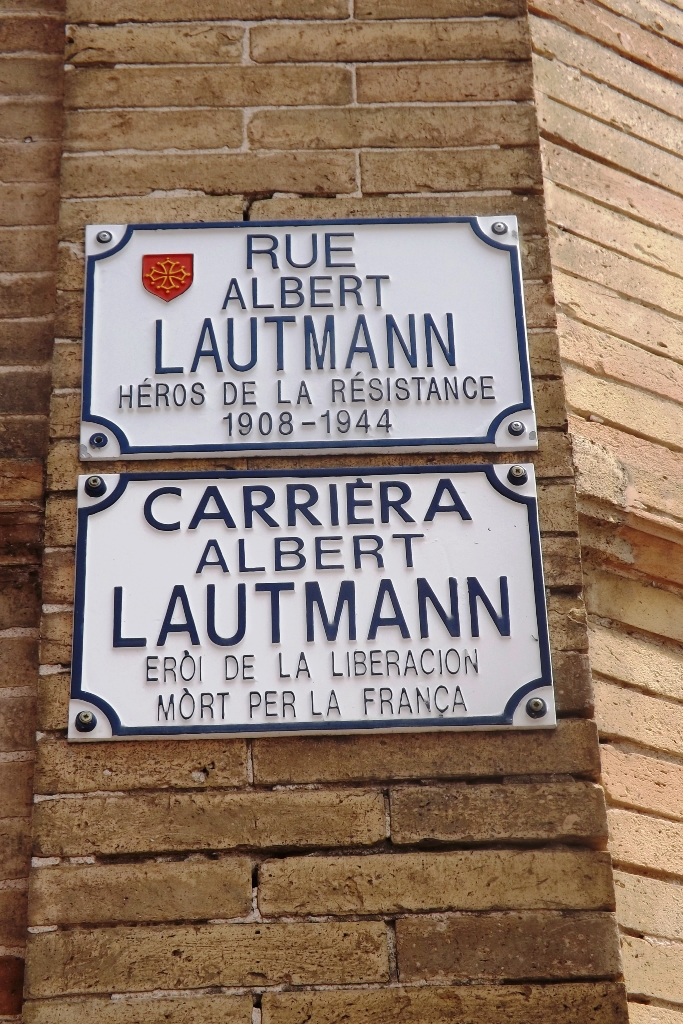 RUE
ALBERT
LAUTMANN
HÉROS DE LA RÉSISTANCE
1908-1944
CARRIÈRA
ALBERT
LAUTMANN
ERÒI DE LA LIBERACION
MÒRT PER LA FRANÇA